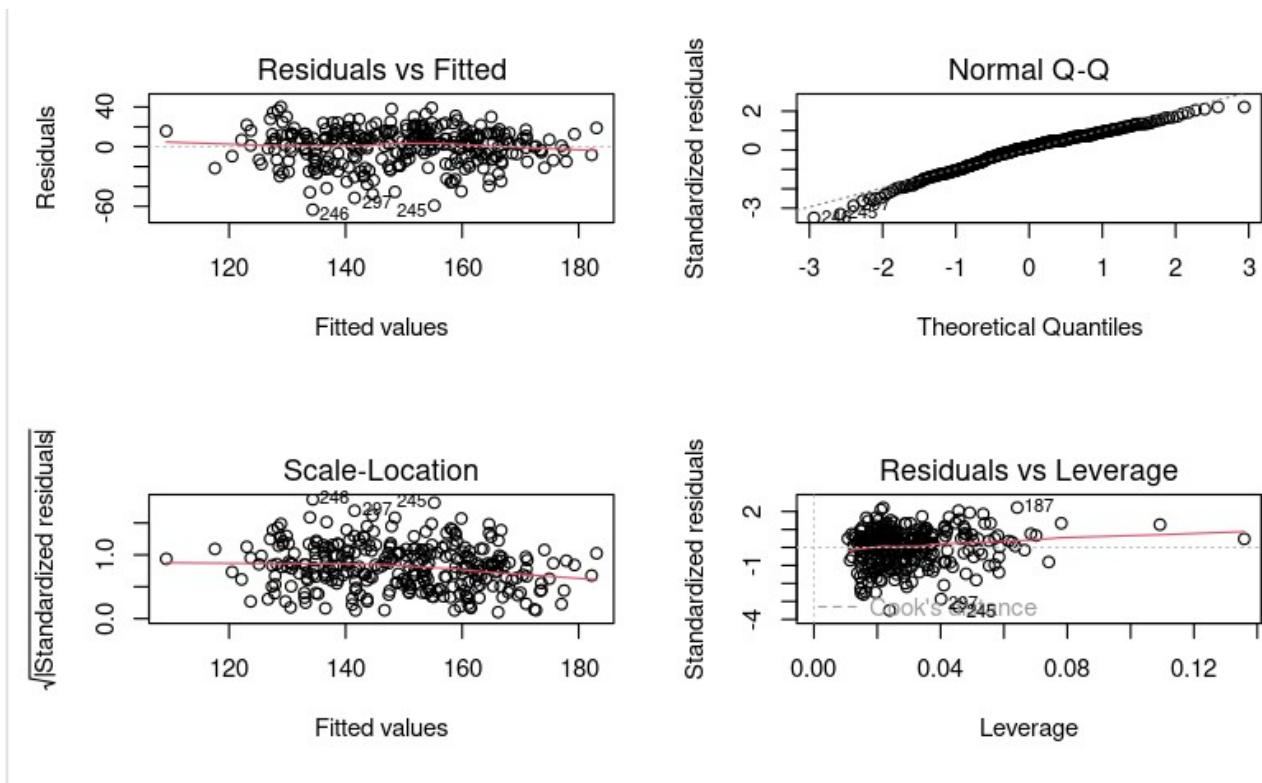 Residuals vs Fitted
Residuals
40
0
-60
246
297
245
120 140 160 180
Fitted values
Normal Q-Q
Standardized residuals
2
0
-3
-3 -2 -1 0 1 2 3
Theoretical Quantiles
Scale-Location
√|Standardized residuals|
1.0
0.0
246
297
245
120 140 160 180
Fitted values
Residuals vs Leverage
Standardized residuals
2
-1
-4
187
297
245
Cook's distance
0.00 0.04 0.08 0.12
Leverage